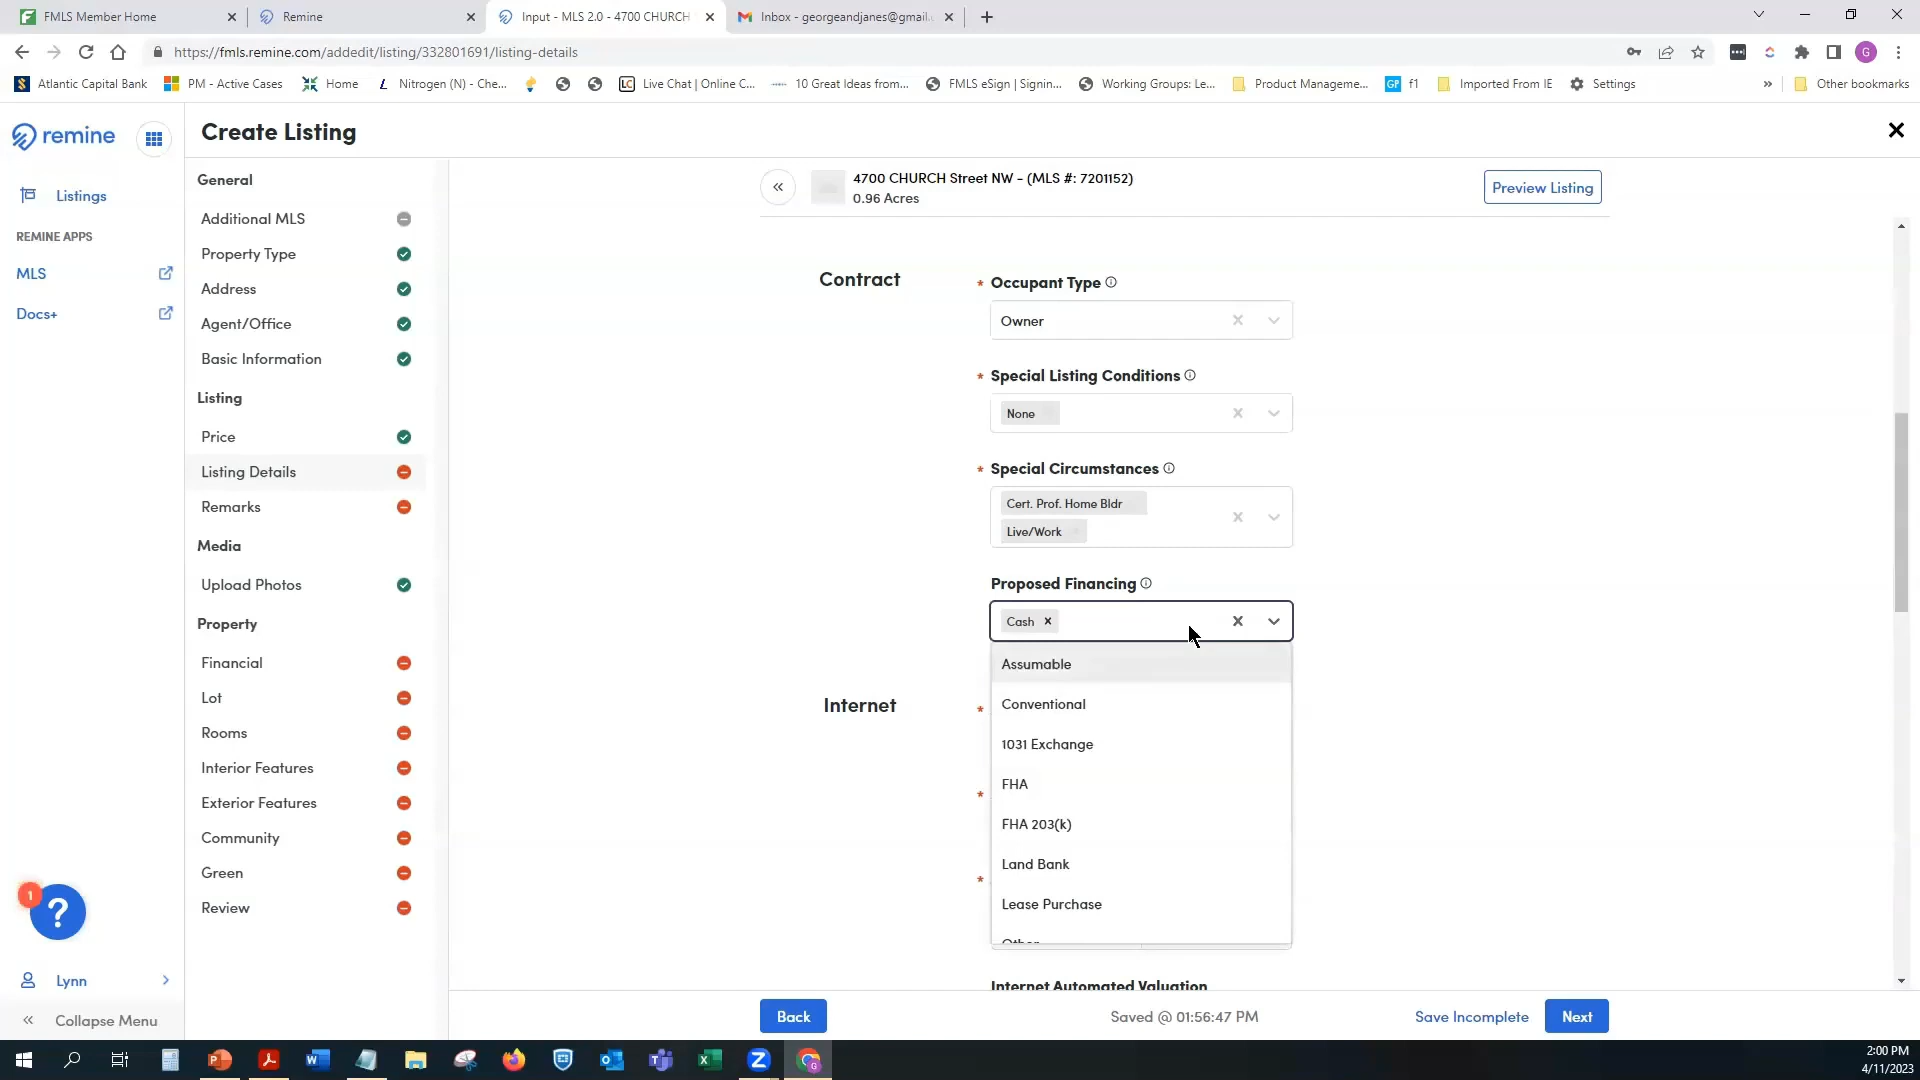 FMLS Member Home
Remine
Input - MLS 2.0 - 4700 CHURCH
Inbox - georgeandjanes@gmail.
https://fmls.remine.com/addedit/listing/332801691/listing-details
G
Atlantic Capital Bank
PM - Active Cases
Home
Nitrogen (N) - Che...
LC Live Chat | Online C...
10 Great Ideas from...
FMLS eSign | Signin...
Working Groups: Le...
Product Manageme...
GP f1
Imported From IE
Settings
»
Other bookmarks
remine
Create Listing
Listings
REMINE APPS
MLS
Docs+
General
Additional MLS
Property Type
Address
Agent/Office
Basic Information
Listing
Price
Listing Details
Remarks
Media
Upload Photos
Property
Financial
Lot
Rooms
Interior Features
Exterior Features
Community
Green
Review
1
?
Lynn
« Collapse Menu
«
4700 CHURCH Street NW - (MLS #: 7201152)
0.96 Acres
Preview Listing
Contract
* Occupant Type
Owner
* Special Listing Conditions
None
* Special Circumstances
Cert. Prof. Home Bldr
Live/Work
Proposed Financing
Cash
Assumable
Conventional
1031 Exchange
FHA
FHA 203(k)
Land Bank
Lease Purchase
Other
Internet
*
*
*
Internet Automated Valuation
Back
Saved @ 01:56:47 PM
Save Incomplete
Next
2:00 PM
4/11/2023